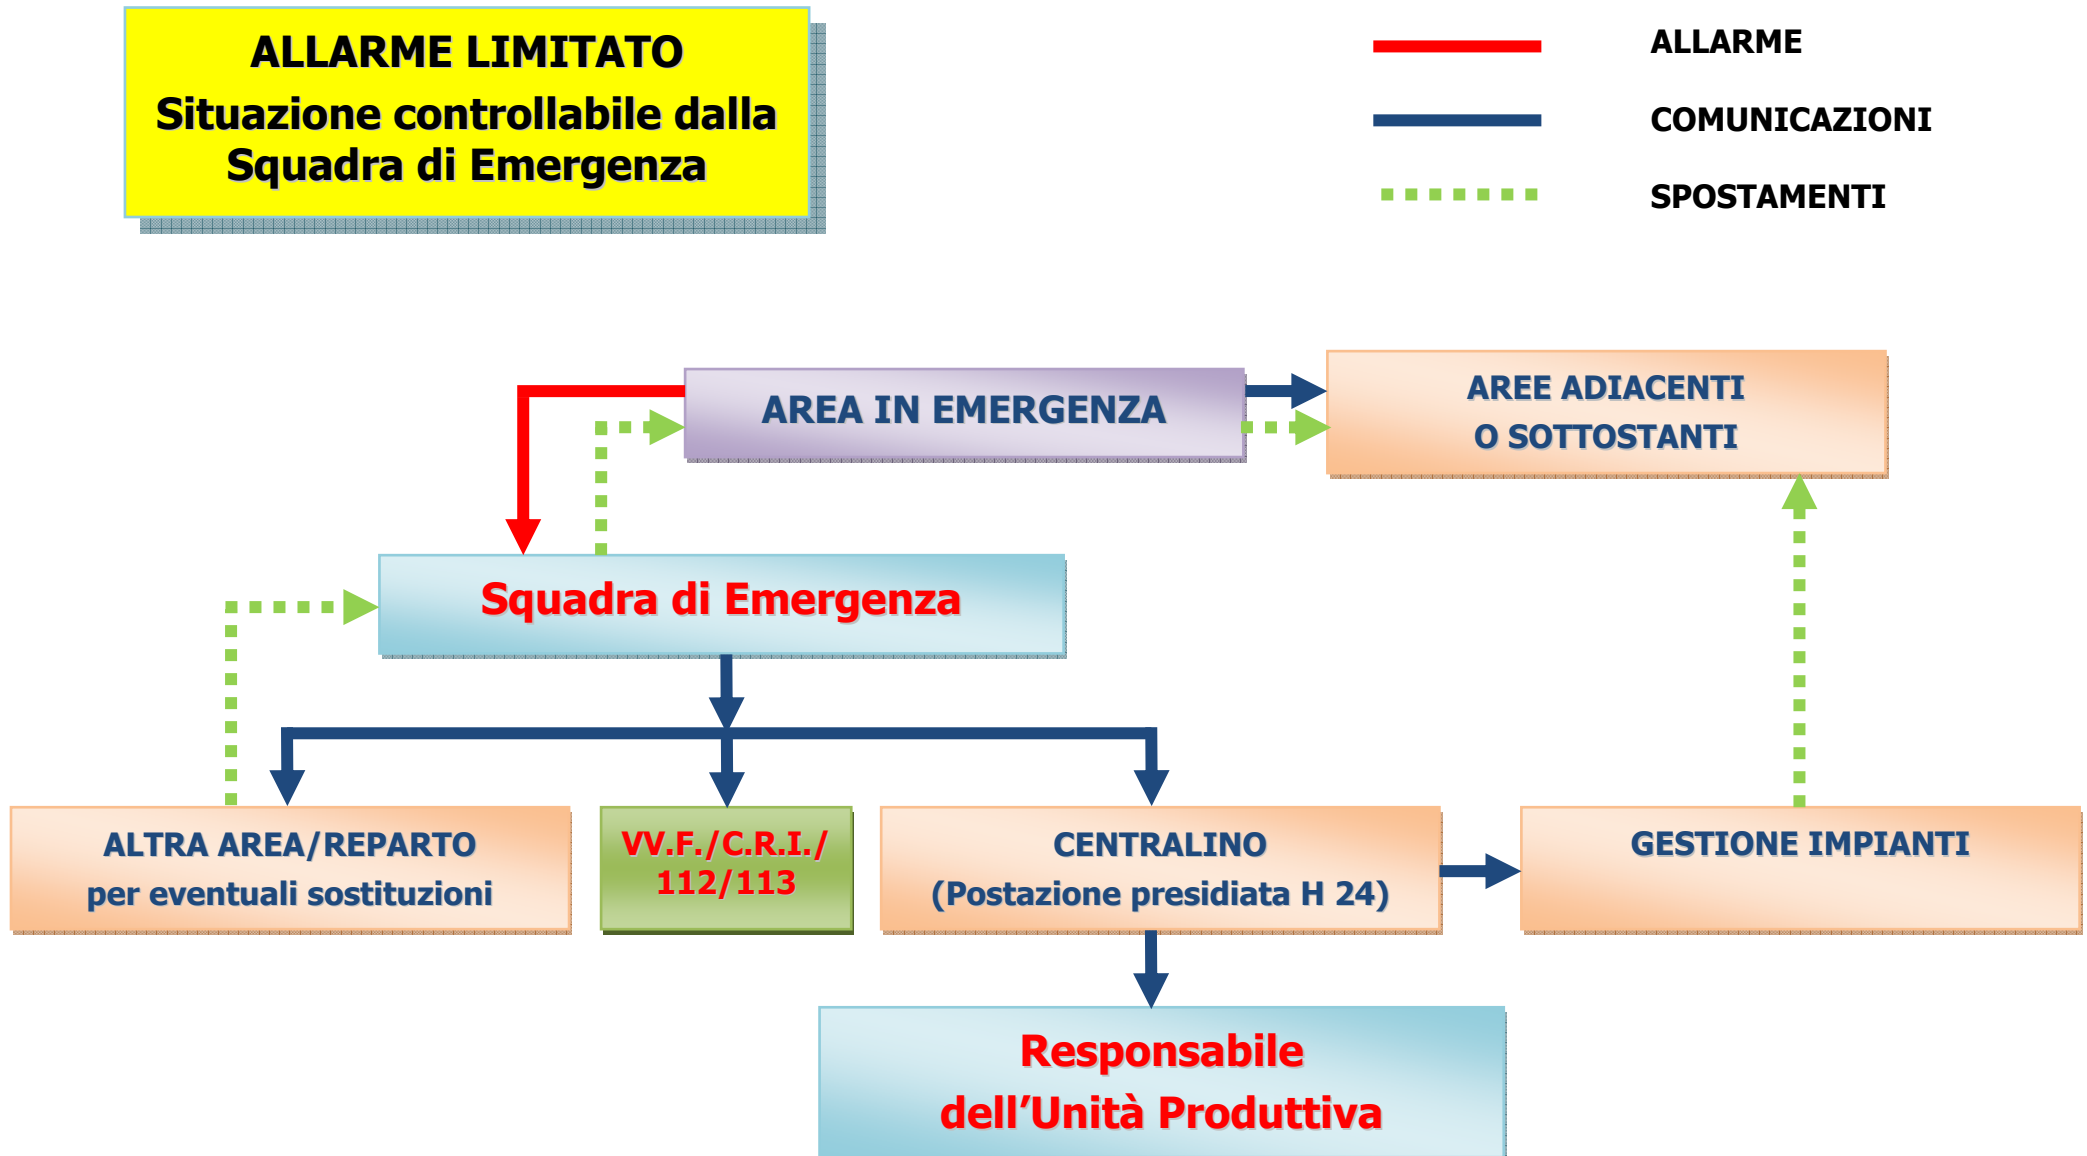 ALLARME LIMITATO
Situazione controllabile dalla
Squadra di Emergenza
ALLARME
COMUNICAZIONI
SPOSTAMENTI
AREA IN EMERGENZA
AREE ADIACENTI
O SOTTOSTANTI
Squadra di Emergenza
ALTRA AREA/REPARTO
per eventuali sostituzioni
VV.F./C.R.I./
112/113
CENTRALINO
(Postazione presidiata H 24)
GESTIONE IMPIANTI
Responsabile
dell’Unità Produttiva